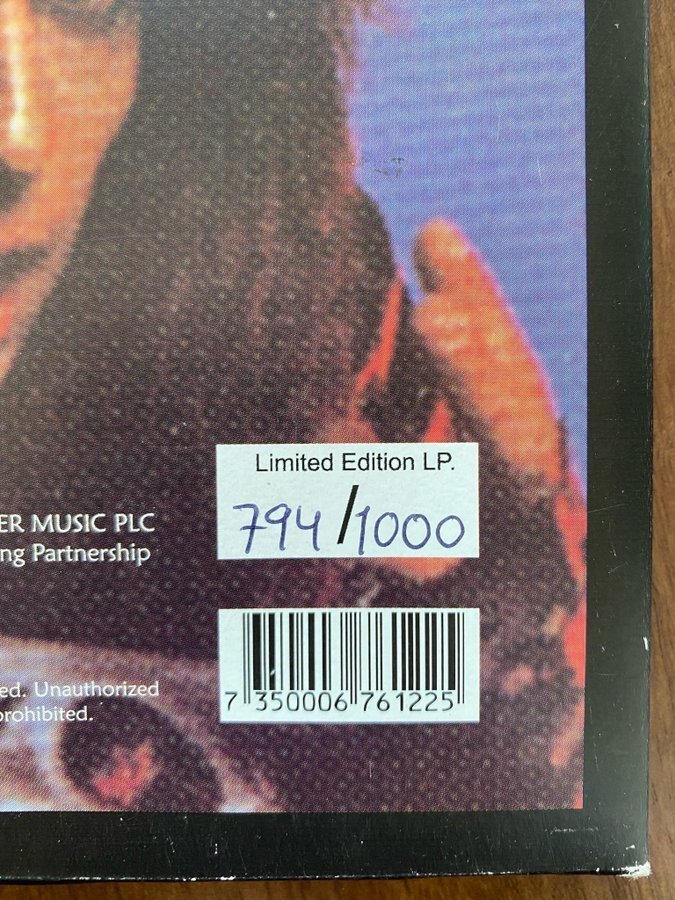 Limited Edition LP.
794/1000
ER MUSIC PLC
ng Partnership
7 350006 761225
ed. Unauthorized
prohibited.